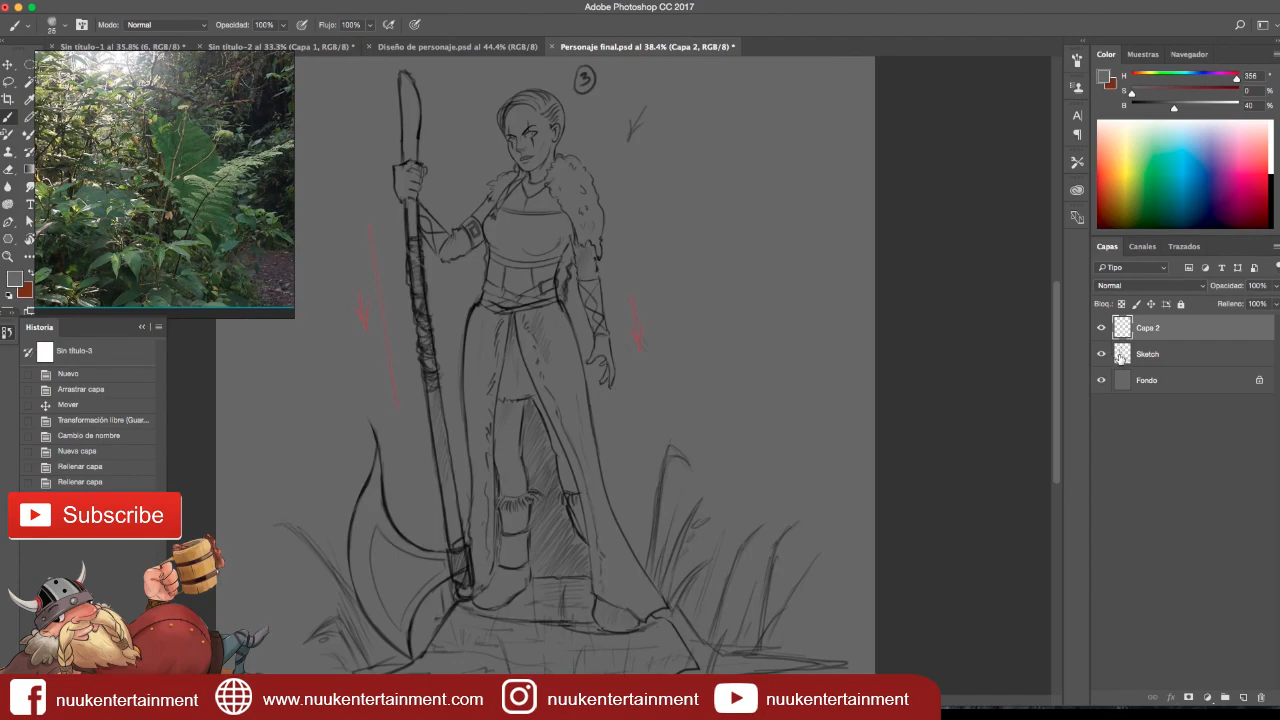 Adobe Photoshop CC 2017
Modo: Normal Opacidad: 100% Flujo: 100%
25
Sin título-1 al 35.8% (6, RGB/8) * Sin título-2 al 33.3% (Capa 1, RGB/8) * Diseño de personaje.psd al 44.4% (RGB/8) Personaje final.psd al 38.4% (Capa 2, RGB/8) *
Color Muestras Navegador
H 356 °
S 0 %
B 40 %
3
Capas Canales Trazados
Tipo
Normal Opacidad: 100%
Bloq.: Relleno: 100%
Capa 2
Sketch
Fondo
Historia
Sin título-3
Nuevo
Arrastrar capa
Mover
Transformación libre (Guar...
Cambio de nombre
Nueva capa
Rellenar capa
Rellenar capa
Subscribe
nuukentertainment www.nuukentertainment.com nuukentertainment nuukentertainment